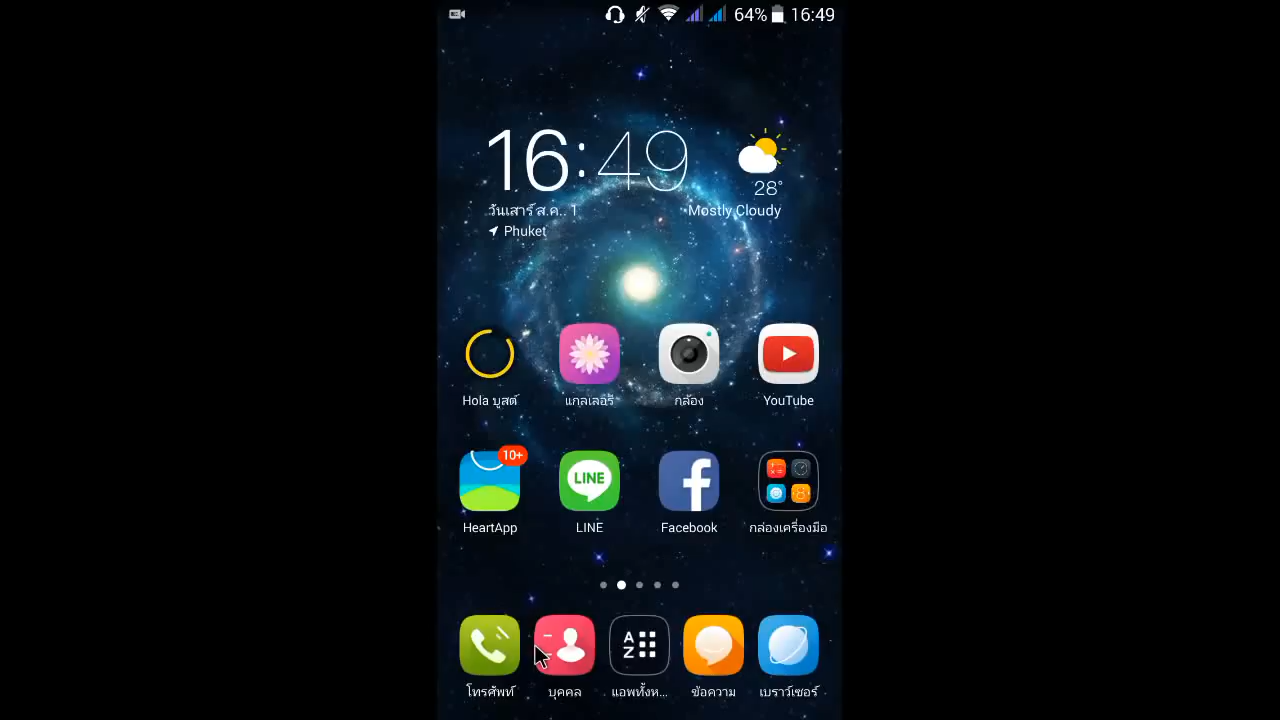 64% 16:49
16:49
28°
วันเสาร์ ส.ค.. 1
Mostly Cloudy
Phuket
Hola บูสต์
แกลเลอรี่
กล้อง
YouTube
10+
LINE
HeartApp
LINE
Facebook
กล่องเครื่องมือ
A
Z
โทรศัพท์
บุคคล
แอพทั้งห...
ข้อความ
เบราว์เซอร์